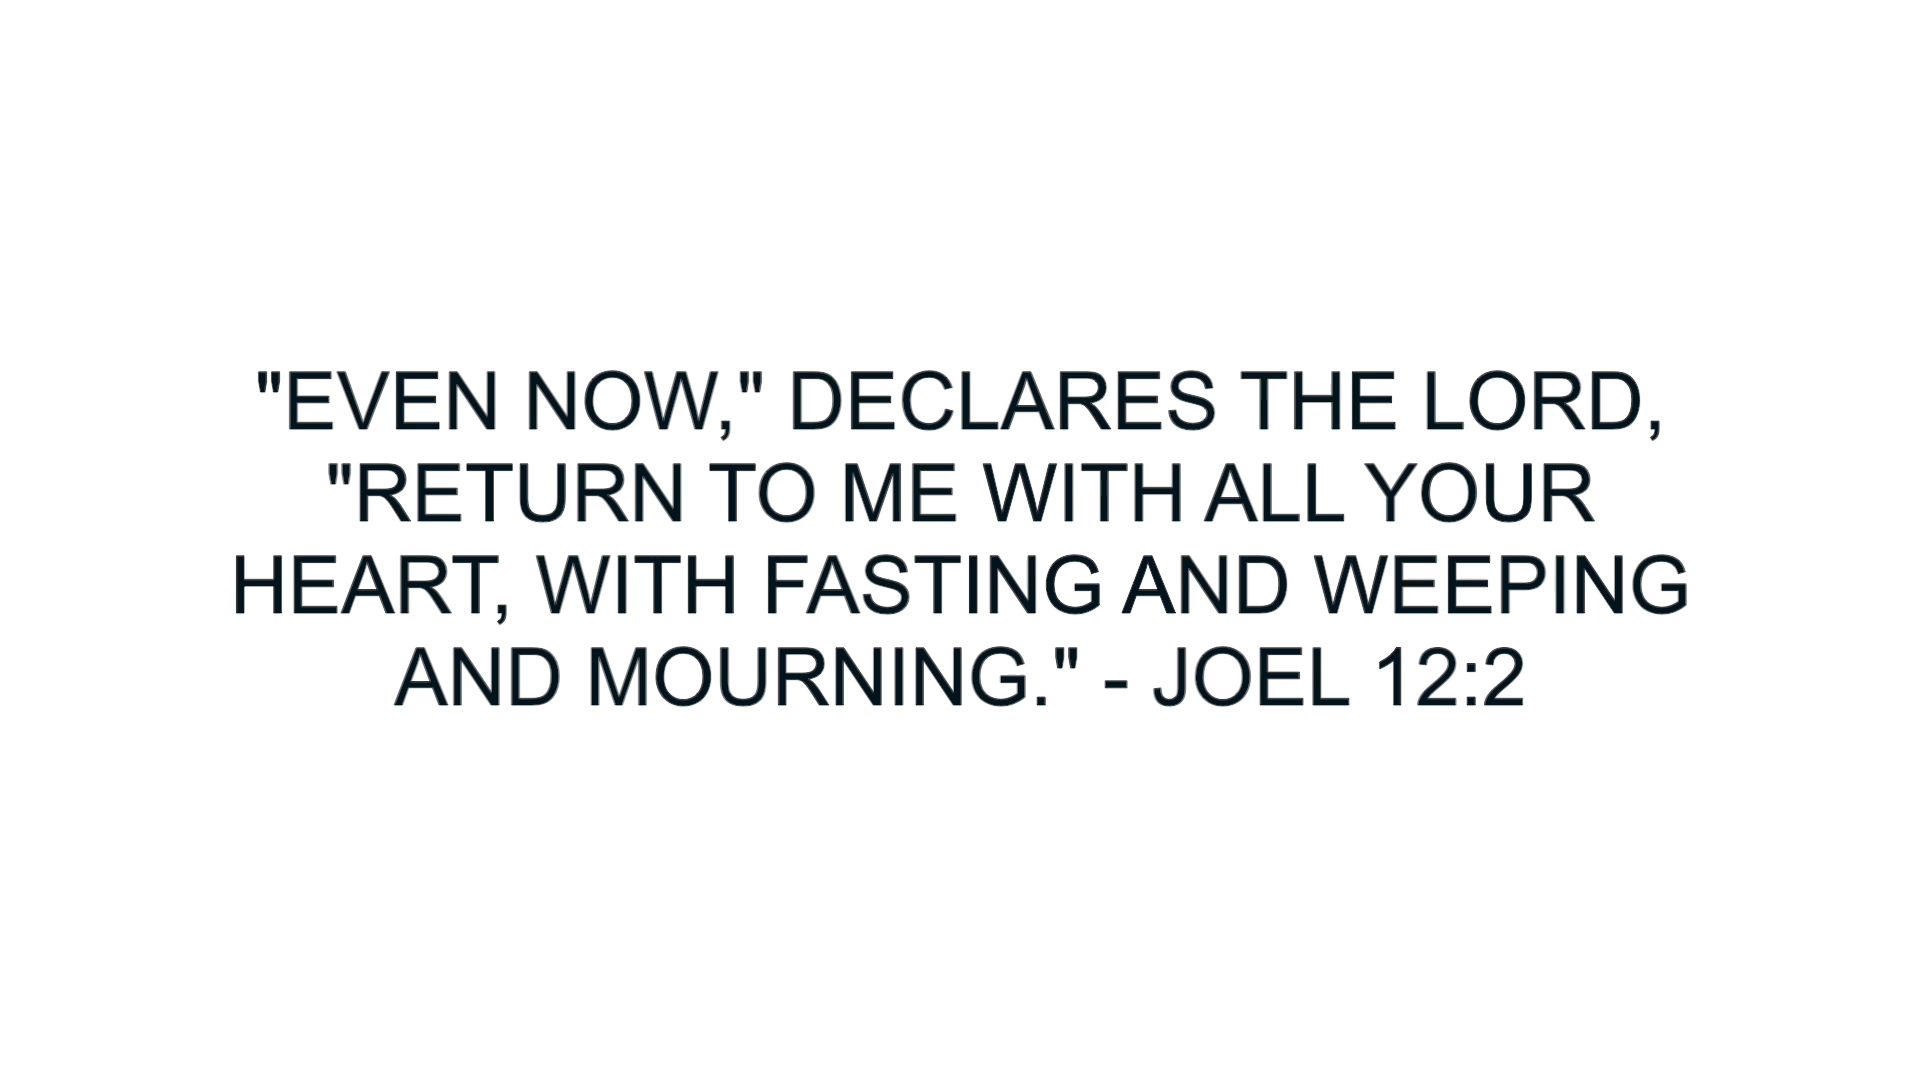 "EVEN NOW," DECLARES THE LORD,
"RETURN TO ME WITH ALL YOUR
HEART, WITH FASTING AND WEEPING
AND MOURNING." - JOEL 12:2